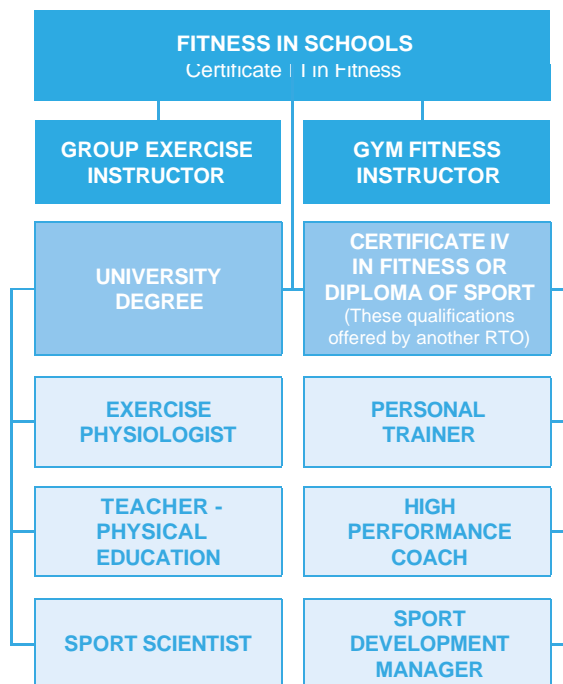 FITNESS IN SCHOOLS
Certificate III in Fitness
GROUP EXERCISE
INSTRUCTOR
GYM FITNESS
INSTRUCTOR
UNIVERSITY
DEGREE
CERTIFICATE IV
IN FITNESS OR
DIPLOMA OF SPORT
(These qualifications
offered by another RTO)
EXERCISE
PHYSIOLOGIST
PERSONAL
TRAINER
TEACHER -
PHYSICAL
EDUCATION
HIGH
PERFORMANCE
COACH
SPORT SCIENTIST
SPORT
DEVELOPMENT
MANAGER